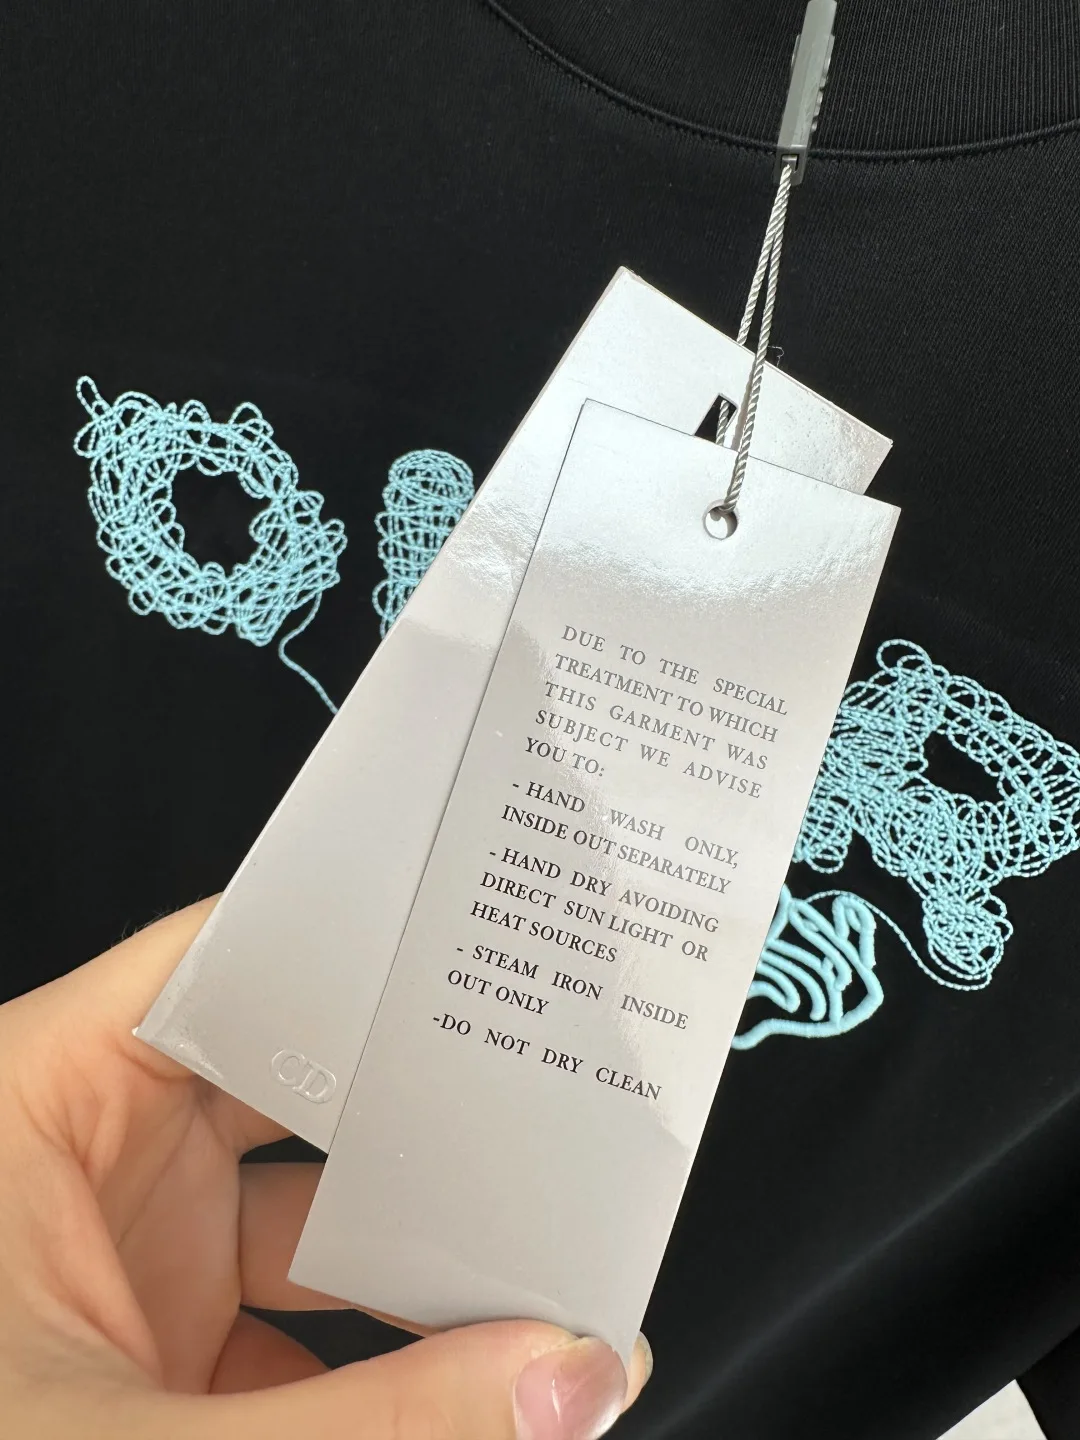 DUE TO THE SPECIAL
TREATMENT TO WHICH
THIS GARMENT WAS
SUBJECT WE ADVISE
YOU TO:
- HAND WASH ONLY,
INSIDE OUT SEPARATELY
- HAND DRY AVOIDING
DIRECT SUN LIGHT OR
HEAT SOURCES
- STEAM IRON INSIDE
OUT ONLY
-DO NOT DRY CLEAN
CD